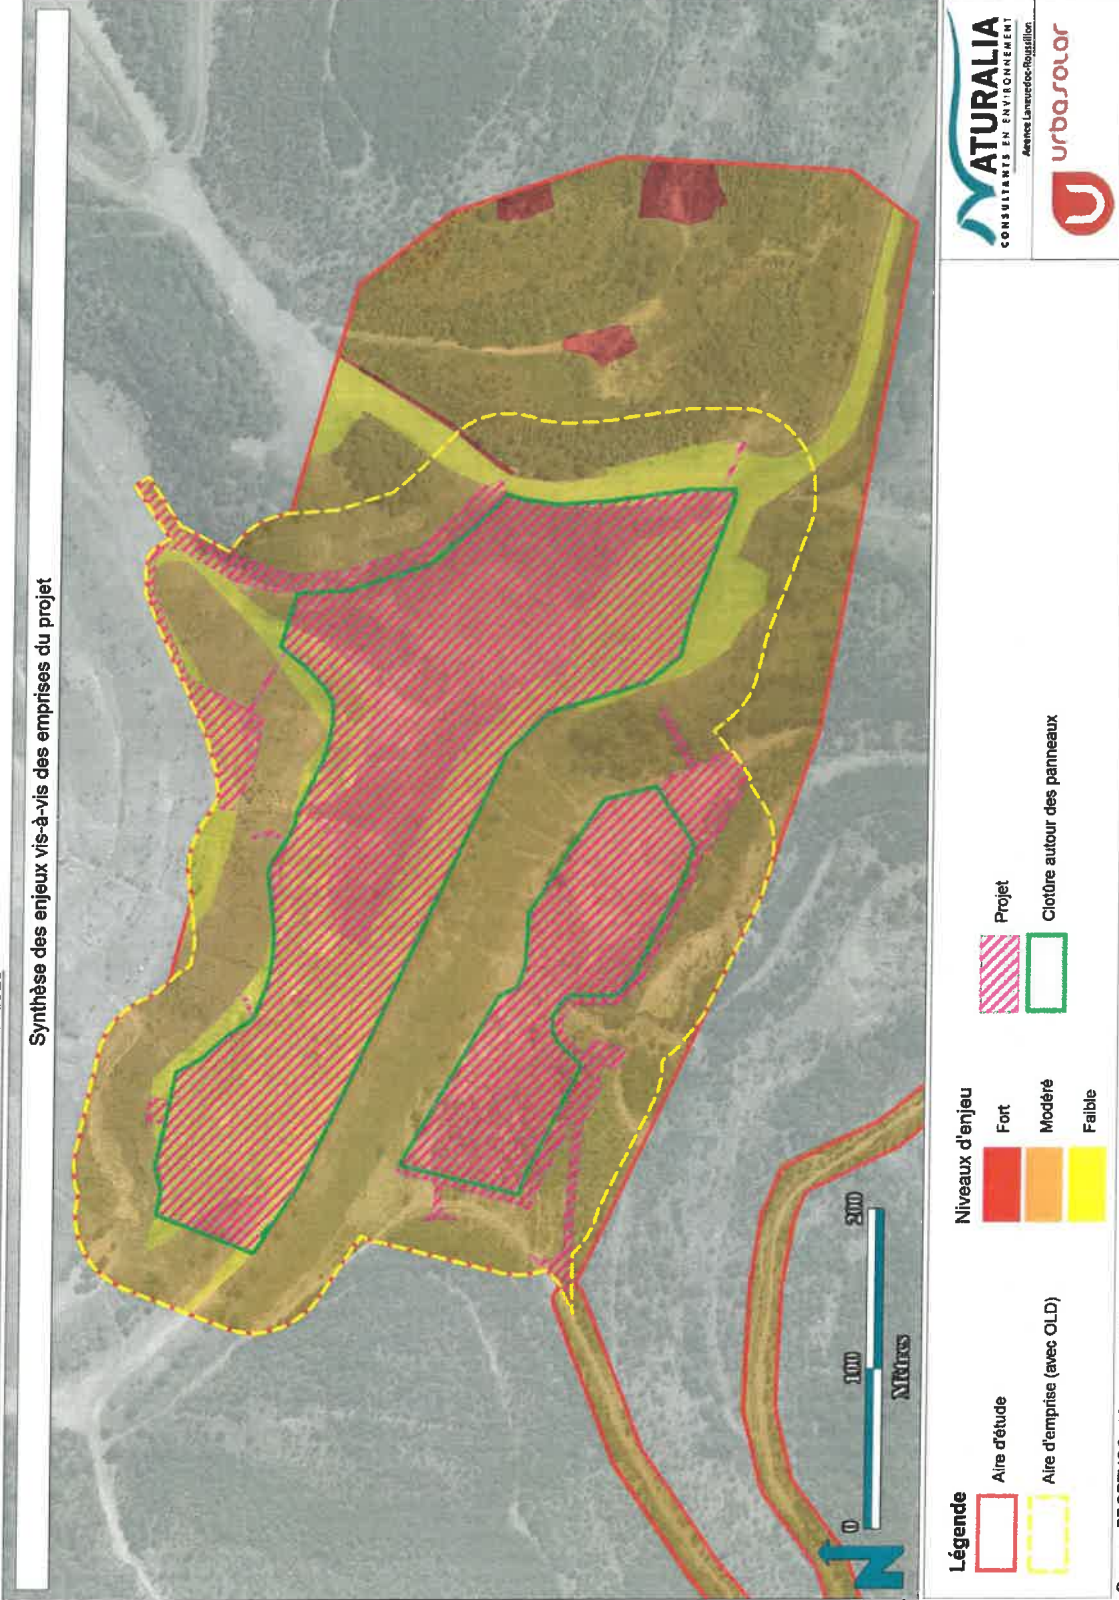 Synthèse des enjeux vis-à-vis des emprises du projet
0 100 200
Mètres
N
Légende
Aire d'étude
Aire d'emprise (avec OLD)
Niveaux d'enjeu
Fort
Modéré
Faible
Projet
Clotûre autour des panneaux
NATURALIA
CONSULTANTS EN ENVIRONNEMENT
Agence Languedoc-Roussillon
urbasolar